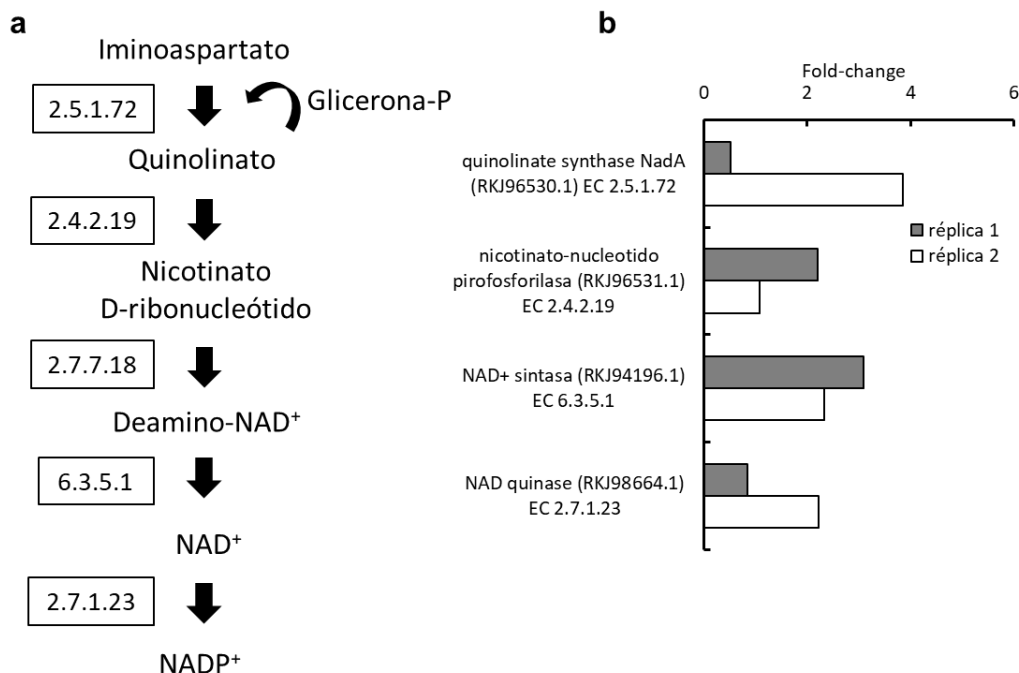 a
Iminoaspartato
2.5.1.72
Glicerona-P
Quinolinato
2.4.2.19
Nicotinato
D-ribonucleótido
2.7.7.18
Deamino-NAD+
6.3.5.1
NAD+
2.7.1.23
NADP+
b
Fold-change
0 2 4 6
quinolinate synthase NadA
(RKJ96530.1) EC 2.5.1.72
nicotinato-nucleotido
pirofosforilasa (RKJ96531.1)
EC 2.4.2.19
NAD+ sintasa (RKJ94196.1)
EC 6.3.5.1
NAD quinase (RKJ98664.1)
EC 2.7.1.23
réplica 1
réplica 2